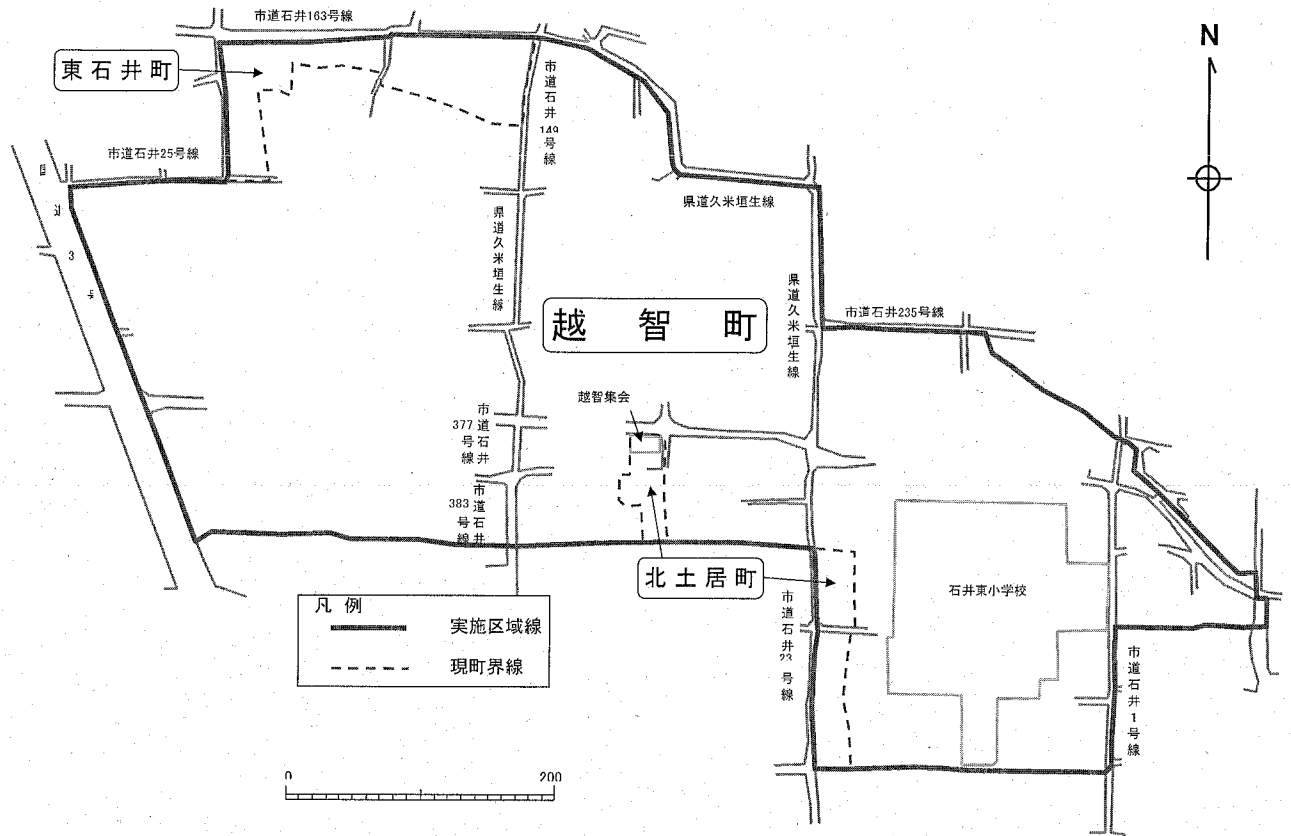 市道石井163号線
N
東石井町
市道石井149号線
市道石井25号線
国道3号
県道久米垣生線
県道久米垣生線
県道久米垣生線
越智町
市道石井235号線
越智集会
市道石井377号線
市道石井383号線
北土居町
石井東小学校
凡例
実施区域線
現町界線
市道石井23号線
市道石井1号線
0 200